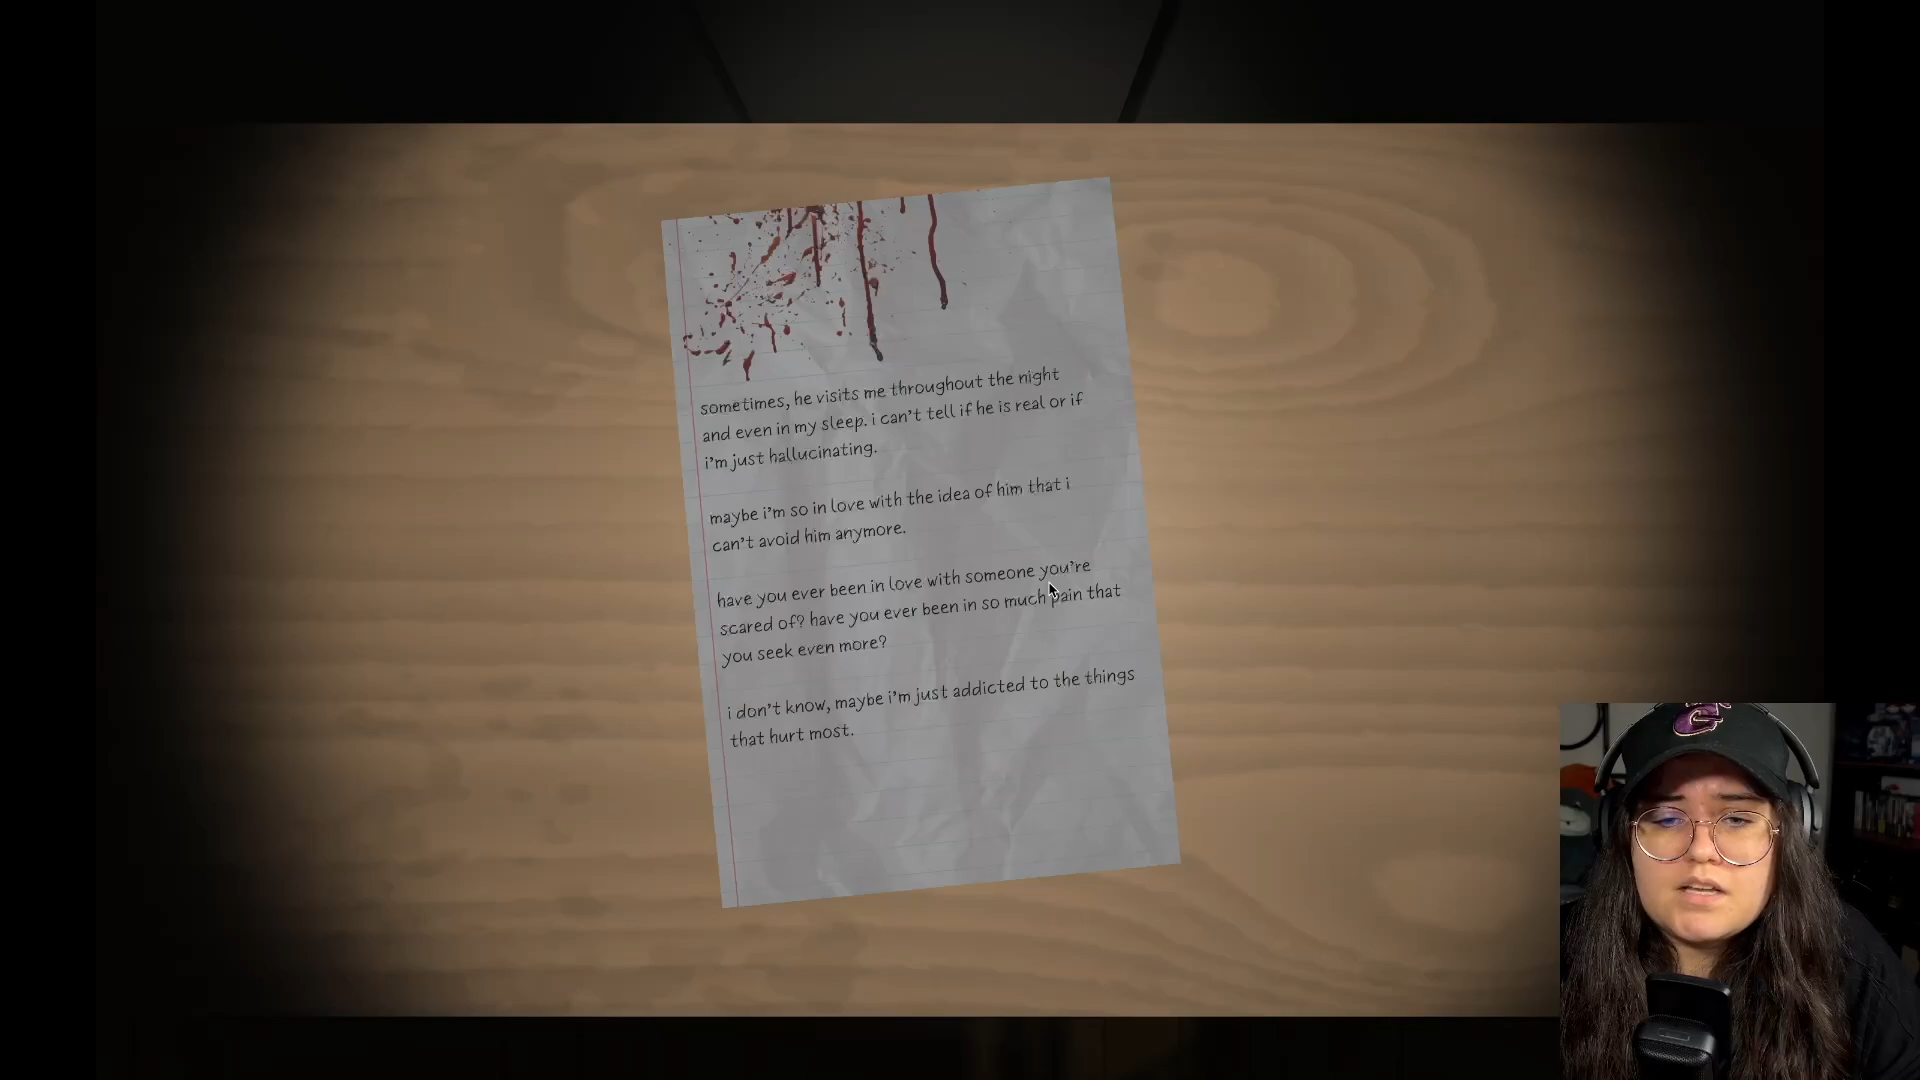 sometimes, he visits me throughout the night
and even in my sleep. i can't tell if he is real or if
i'm just hallucinating.
maybe i'm so in love with the idea of him that i
can't avoid him anymore.
have you ever been in love with someone you're
scared of? have you ever been in so much pain that
you seek even more?
i don't know, maybe i'm just addicted to the things
that hurt most.